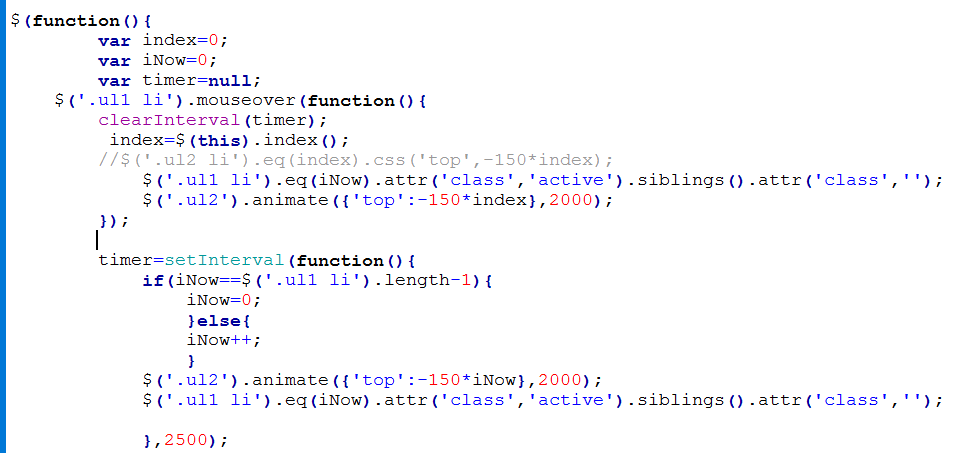 $(function(){
var index=0;
var iNow=0;
var timer=null;
$('.ul1 li').mouseover(function(){
clearInterval(timer);
index=$(this).index();
//$('.ul2 li').eq(index).css('top',-150*index);
$('.ul1 li').eq(iNow).attr('class','active').siblings().attr('class','');
$('.ul2').animate({'top':-150*index},2000);
});
timer=setInterval(function(){
if(iNow==$('.ul1 li').length-1){
iNow=0;
}else{
iNow++;
}
$('.ul2').animate({'top':-150*iNow},2000);
$('.ul1 li').eq(iNow).attr('class','active').siblings().attr('class','');
},2500);